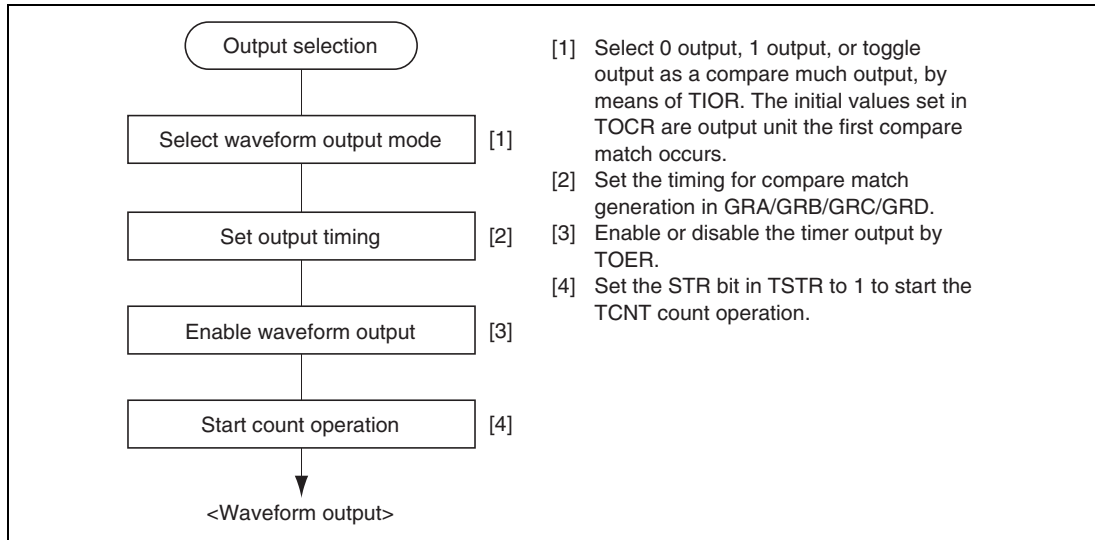 Output selection
Select waveform output mode [1]
Set output timing [2]
Enable waveform output [3]
Start count operation [4]
<Waveform output>
[1] Select 0 output, 1 output, or toggle
output as a compare much output, by
means of TIOR. The initial values set in
TOCR are output unit the first compare
match occurs.
[2] Set the timing for compare match
generation in GRA/GRB/GRC/GRD.
[3] Enable or disable the timer output by
TOER.
[4] Set the STR bit in TSTR to 1 to start the
TCNT count operation.